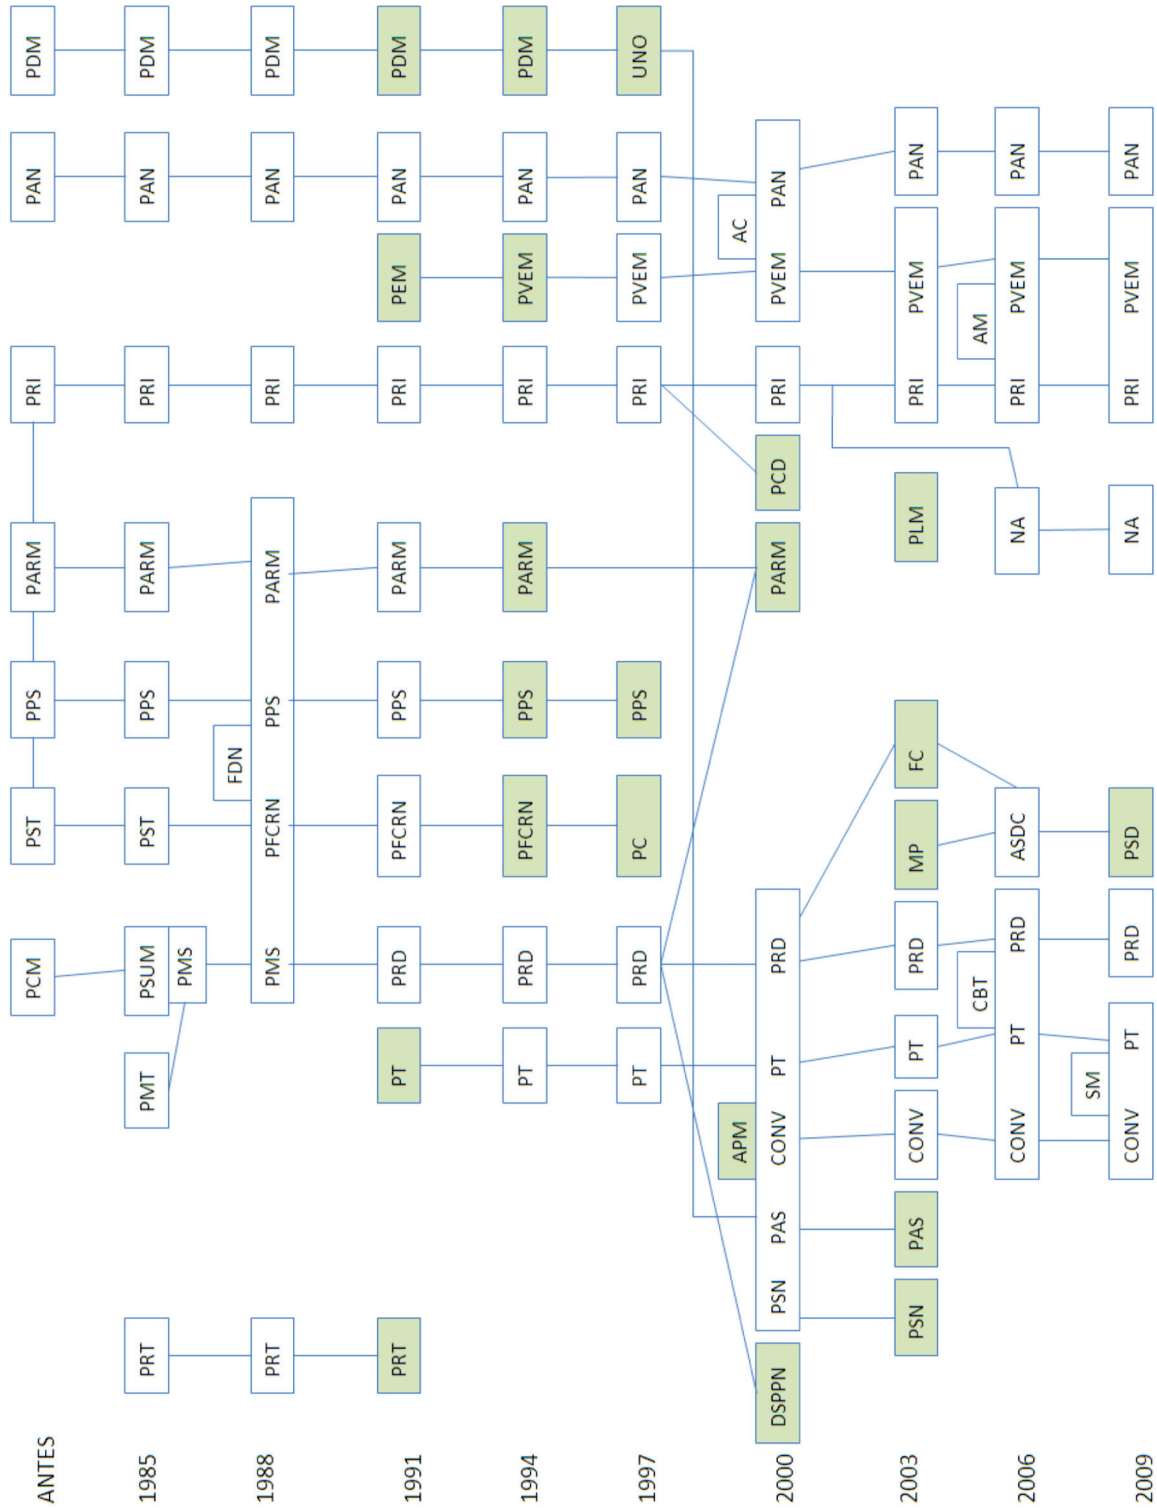 ANTES PCM PST PPS PARM PRI PAN PDM
1985 PRT PMT PSUM PST PPS PARM PRI PAN PDM
PMS
FDN
1988 PRT PMS PFCRN PPS PARM PRI PAN PDM
1991 PRT PT PRD PFCRN PPS PARM PRI PEM PAN PDM
1994 PT PRD PFCRN PPS PARM PRI PVEM PAN PDM
1997 PT PRD PC PPS PRI PVEM PAN UNO
APM AC
2000 DSPPN PSN PAS CONV PT PRD PARM PCD PRI PVEM PAN
2003 PSN PAS CONV PT PRD MP FC PLM PRI PVEM PAN
CBT AM
2006 CONV PT PRD ASDC NA PRI PVEM PAN
SM
2009 CONV PT PRD PSD NA PRI PVEM PAN